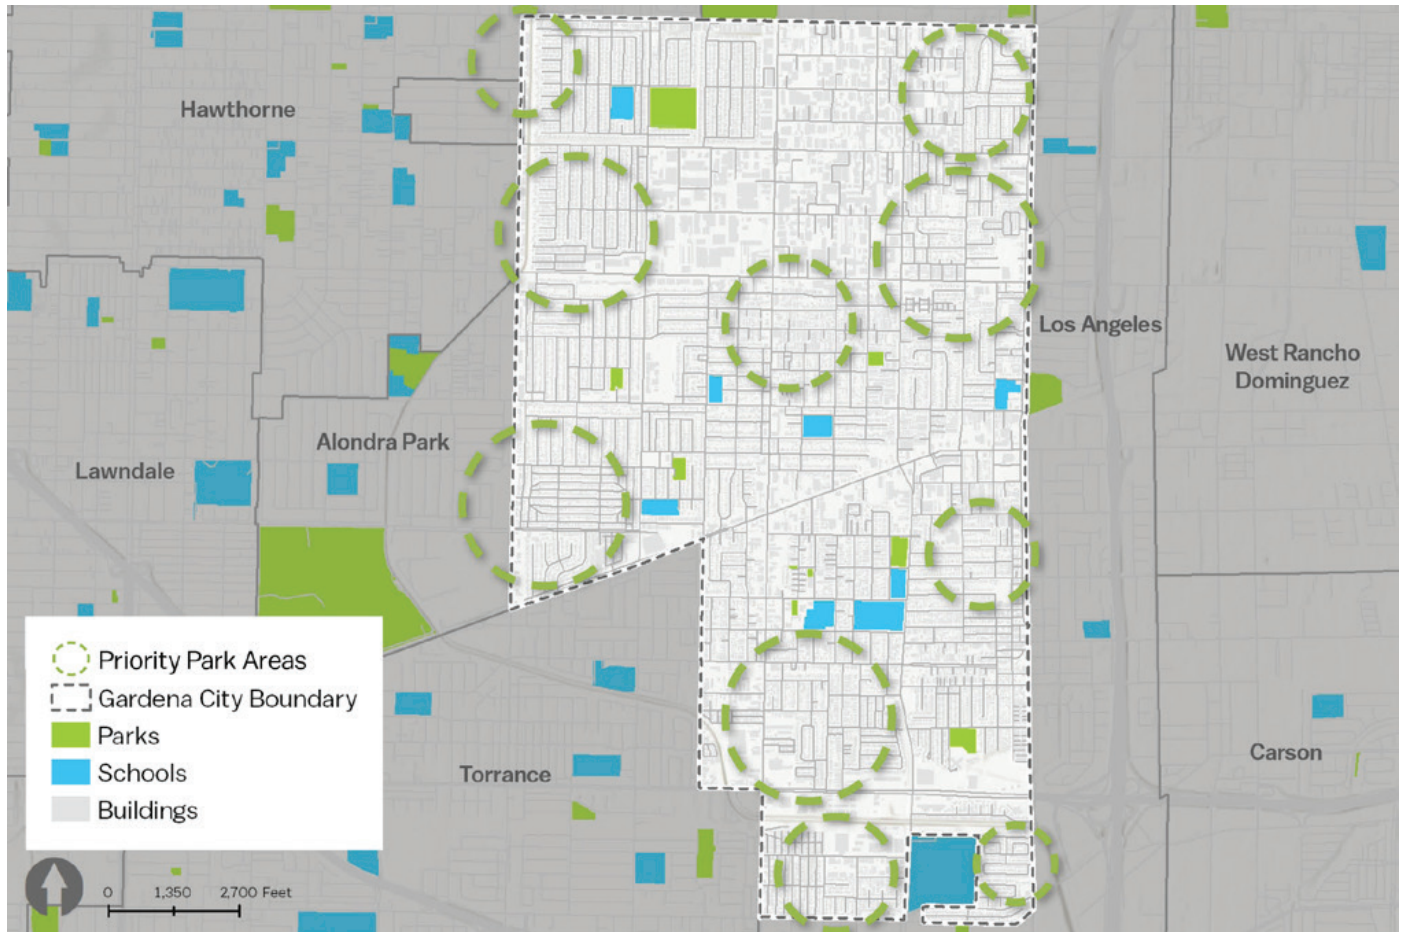 Hawthorne
Los Angeles
West Rancho
Dominguez
Alondra Park
Lawndale
Torrance
Carson
Priority Park Areas
Gardena City Boundary
Parks
Schools
Buildings
0 1,350 2,700 Feet